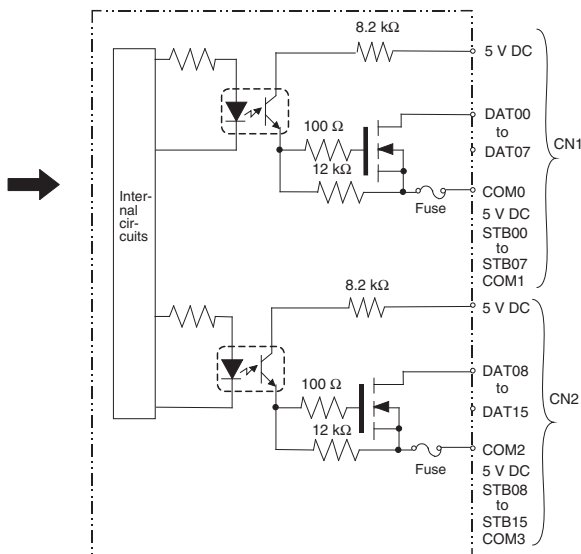 8.2 kΩ
5 V DC
DAT00
to
DAT07
100 Ω
12 kΩ
COM0
Fuse
5 V DC
STB00
to
STB07
COM1
CN1
Inter-
nal
cir-
cuits
8.2 kΩ
5 V DC
DAT08
to
DAT15
100 Ω
12 kΩ
COM2
Fuse
5 V DC
STB08
to
STB15
COM3
CN2